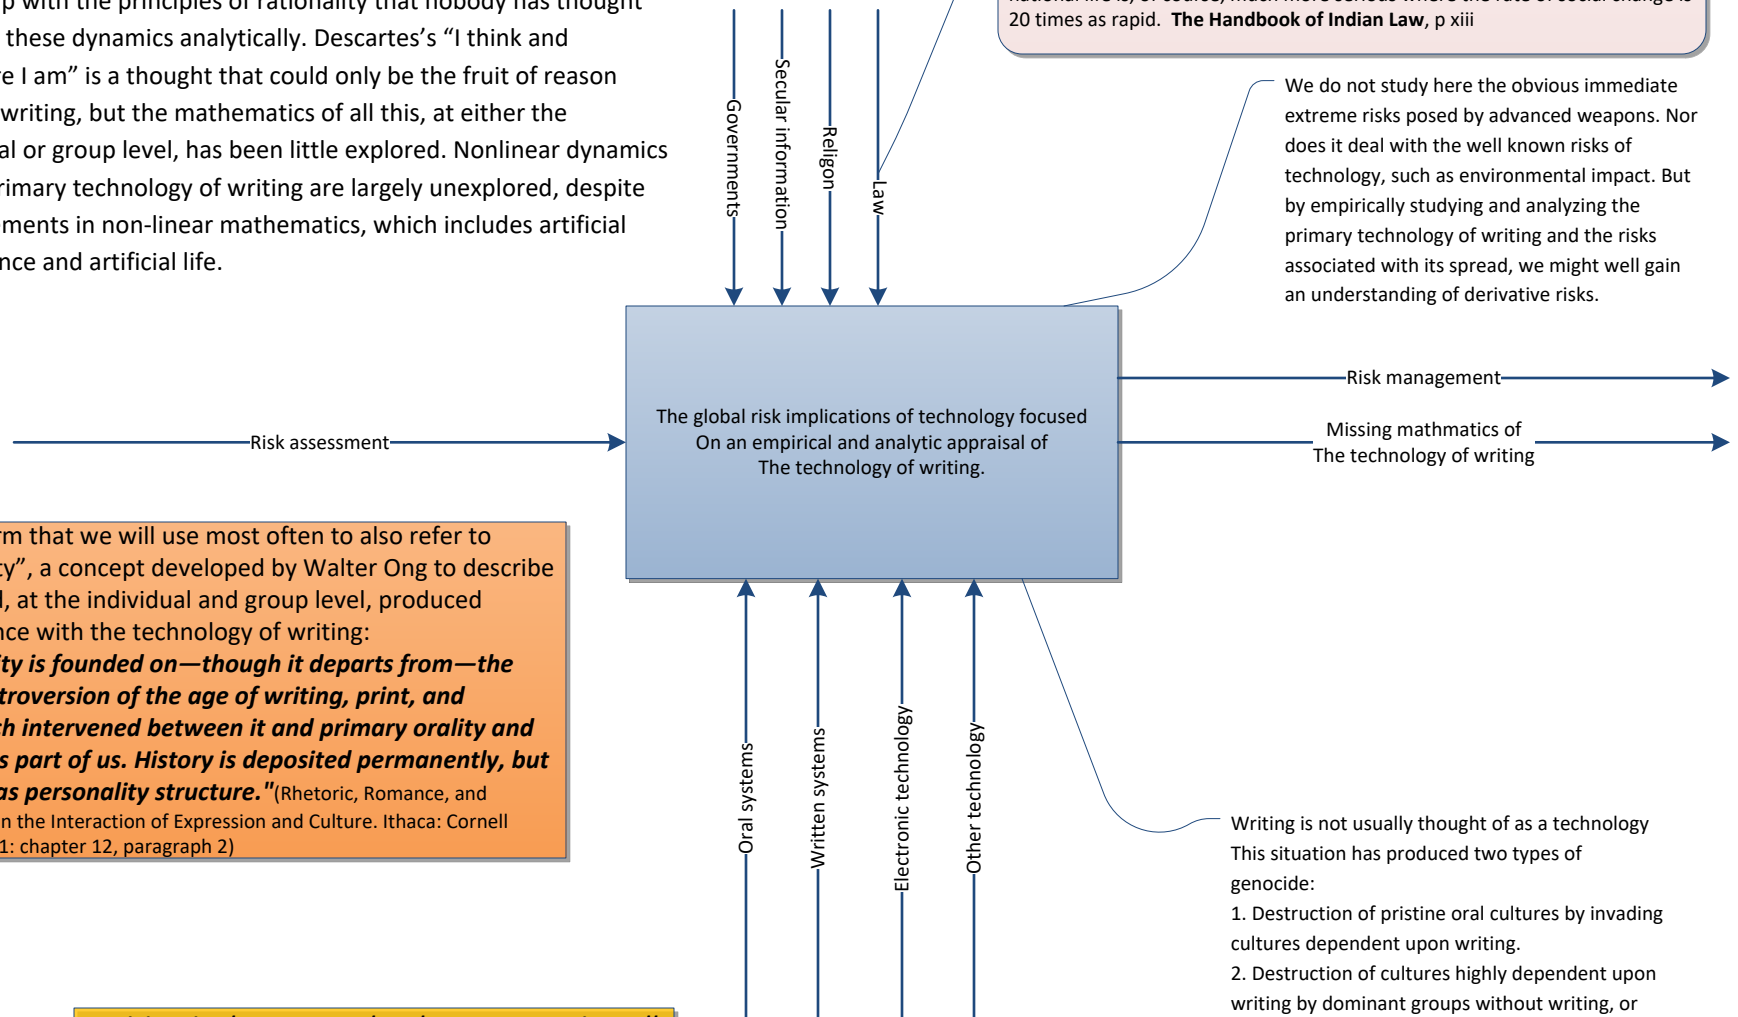 p with the principles of rationality that nobody has thought
these dynamics analytically. Descartes’s “I think and
e I am” is a thought that could only be the fruit of reason
writing, but the mathematics of all this, at either the
al or group level, has been little explored. Nonlinear dynamics
rimary technology of writing are largely unexplored, despite
ements in non-linear mathematics, which includes artificial
nce and artificial life.
20 times as rapid. The Handbook of Indian Law, p xiii
We do not study here the obvious immediate
extreme risks posed by advanced weapons. Nor
does it deal with the well known risks of
technology, such as environmental impact. But
by empirically studying and analyzing the
primary technology of writing and the risks
associated with its spread, we might well gain
an understanding of derivative risks.
Governments
Secular information
Religon
Law
Risk assessment
The global risk implications of technology focused
On an empirical and analytic appraisal of
The technology of writing.
Risk management
Missing mathmatics of
The technology of writing
rm that we will use most often to also refer to
ty”, a concept developed by Walter Ong to describe
l, at the individual and group level, produced
nce with the technology of writing:
ity is founded on—though it departs from—the
troversion of the age of writing, print, and
ch intervened between it and primary orality and
s part of us. History is deposited permanently, but
as personality structure."(Rhetoric, Romance, and
n the Interaction of Expression and Culture. Ithaca: Cornell
1: chapter 12, paragraph 2)
Oral systems
Written systems
Electronic technology
Other technology
Writing is not usually thought of as a technology
This situation has produced two types of
genocide:
1. Destruction of pristine oral cultures by invading
cultures dependent upon writing.
2. Destruction of cultures highly dependent upon
writing by dominant groups without writing, or